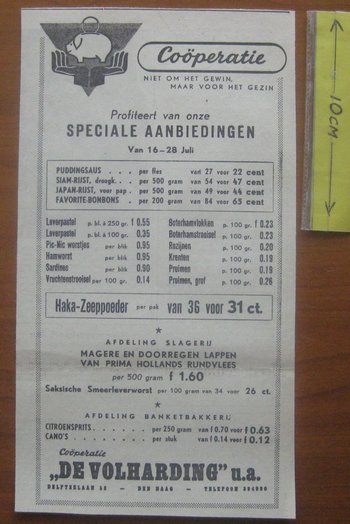 Coöperatie
NIET OM HET GEWIN,
MAAR VOOR HET GEZIN
Profiteert van onze
SPECIALE AANBIEDINGEN
Van 16-28 Juli
PUDDINGSAUS . . . per fles van 27 voor 22 cent
SIAM-RIJST, droogk. . . per 500 gram van 54 voor 47 cent
JAPAN-RIJST, voor pap . per 500 gram van 49 voor 44 cent
FAVORITE-BONBONS . per 200 gram van 84 voor 65 cent
Leverpastel p. bl. à 250 gr. f 0.55
Leverpastel p. bl. à 100 gr. 0.35
Pic-Nic worstjes per blik 0.95
Hamworst per blik 0.95
Sardines per blik 0.90
Vruchtenstrooisel per 100 gr. 0.14
Boterhamvlokken p. 100 gr. f 0.23
Boterhamstrooisel p. 100 gr. 0.23
Rozijnen p. 100 gr. 0.20
Krenten p. 100 gr. 0.19
Pruimen p. 100 gr. 0.19
Pruimen, grof p. 100 gr. 0.26
Haka-Zeeppoeder per pak van 36 voor 31 ct.
AFDELING SLAGERIJ
MAGERE EN DOORREGEN LAPPEN
VAN PRIMA HOLLANDS RUNDVLEES
per 500 gram f 1.60
Saksische Smeerleverworst per 100 gram van 34 voor 26 ct.
AFDELING BANKETBAKKERIJ
CITROENSPRITS . . per 250 gram van f 0.70 voor f 0.63
CANO'S . . . per stuk van f 0.14 voor f 0.12
Coöperatie
„DE VOLHARDING" u.a.
DELFTSELAAN - DEN HAAG - TELEFOON
10CM